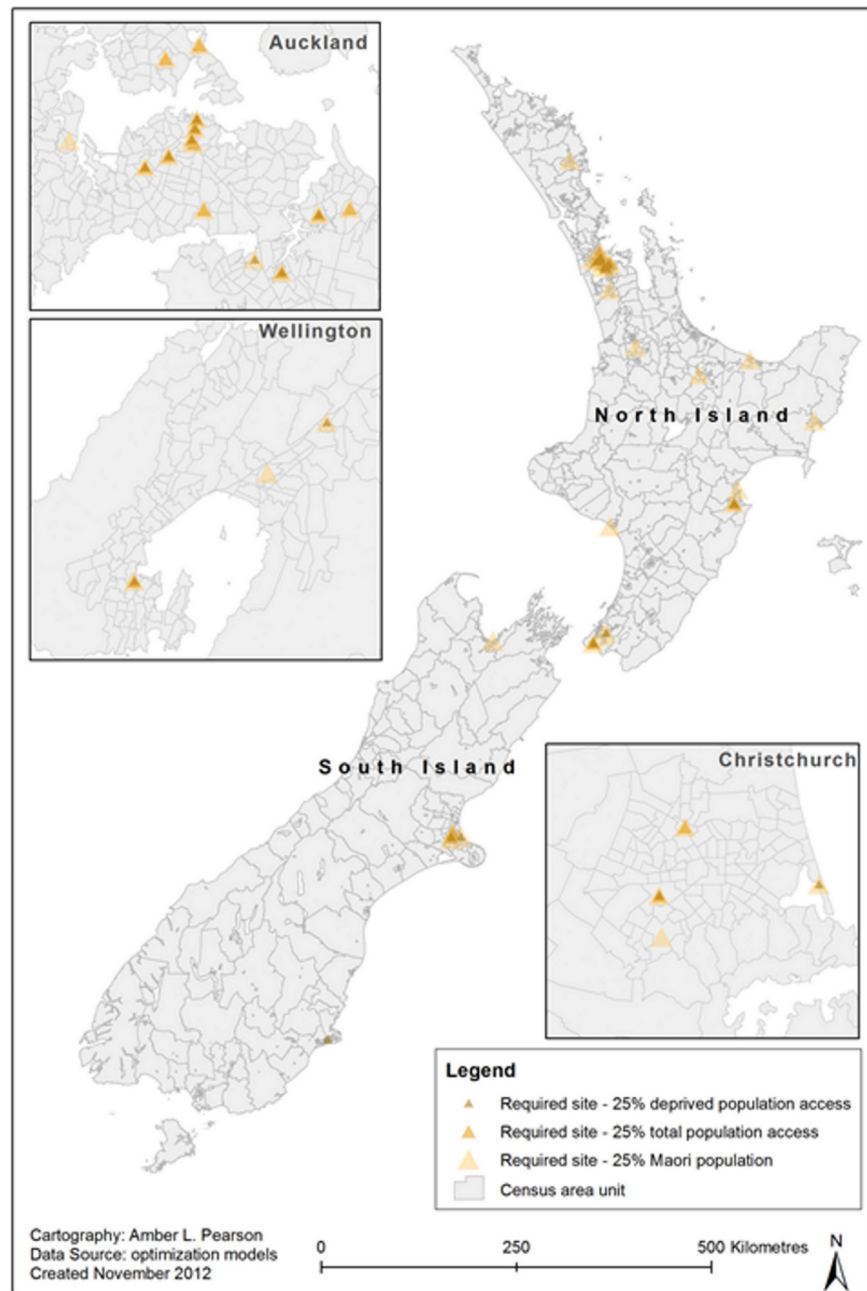 Auckland
Wellington
North Island
South Island
Christchurch
Legend
Required site - 25% deprived population access
Required site - 25% total population access
Required site - 25% Maori population
Census area unit
Cartography: Amber L. Pearson
Data Source: optimization models
Created November 2012
0 250 500 Kilometres
N